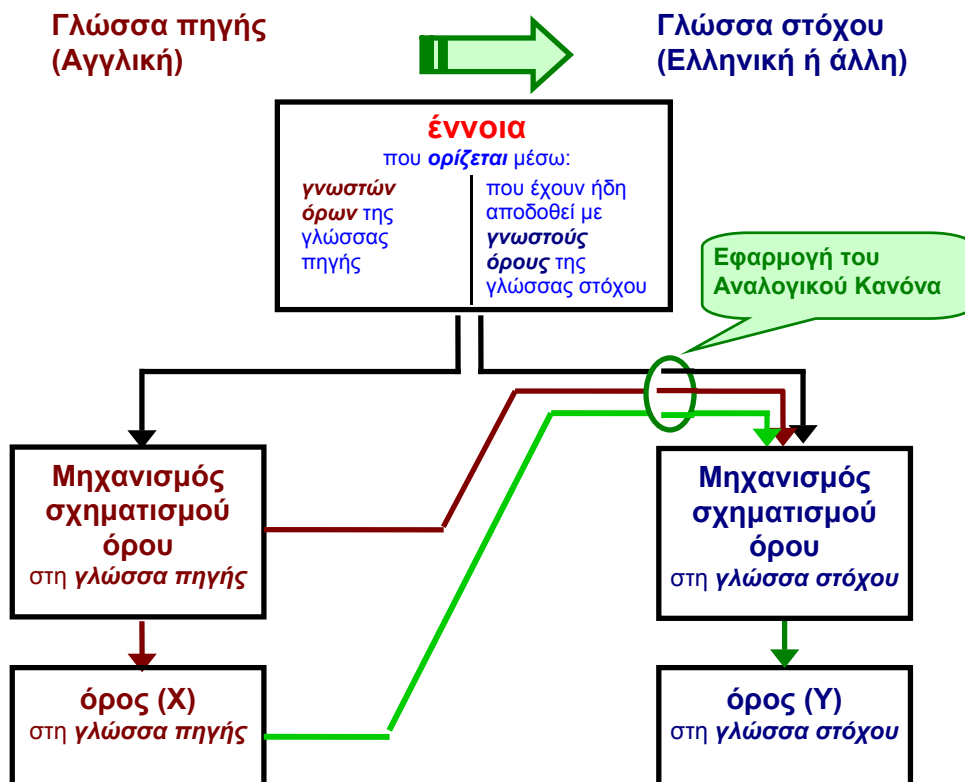 Γλώσσα πηγής
(Αγγλική)
Γλώσσα στόχου
(Ελληνική ή άλλη)
έννοια
που ορίζεται μέσω:
γνωστών
όρων της
γλώσσας
πηγής
που έχουν ήδη
αποδοθεί με
γνωστούς
όρους της
γλώσσας στόχου
Εφαρμογή του
Αναλογικού Κανόνα
Μηχανισμός
σχηματισμού
όρου
στη γλώσσα πηγής
Μηχανισμός
σχηματισμού
όρου
στη γλώσσα στόχου
όρος (Χ)
στη γλώσσα πηγής
όρος (Υ)
στη γλώσσα στόχου